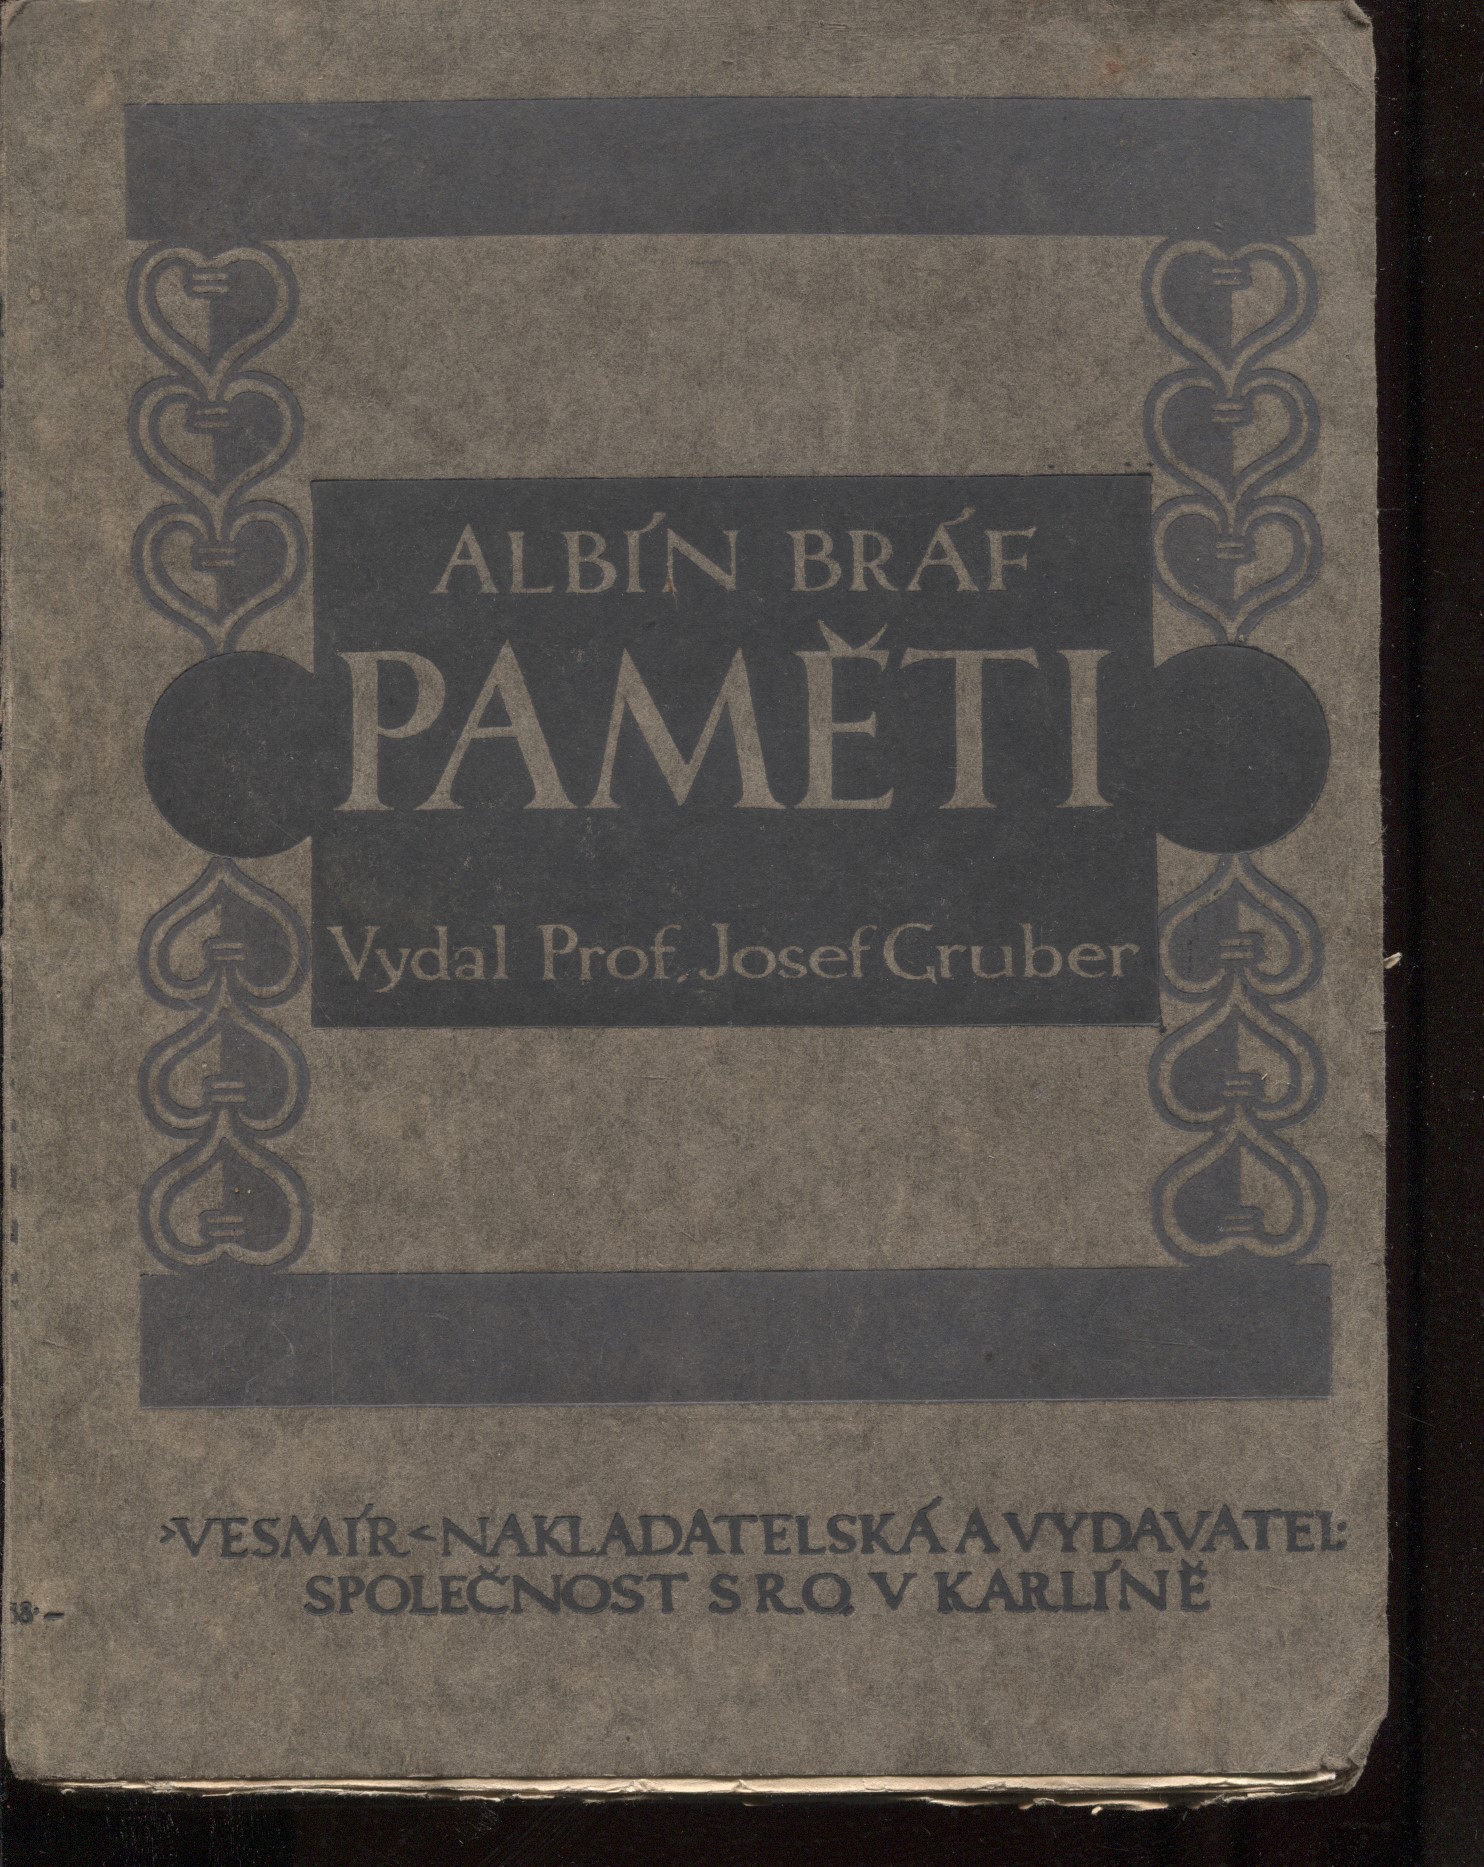 ALBÍN BRÁF
PAMĚTI
Vydal Prof. Josef Gruber
>VESMÍR< NAKLADATELSKÁ A VYDAVATEL:
SPOLEČNOST S R.O. V KARLÍNĚ